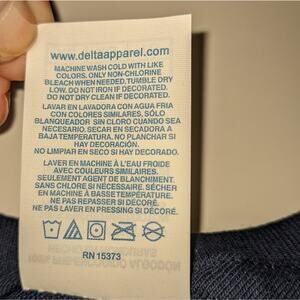 www.deltaapparel.com
MACHINE WASH COLD WITH LIKE
COLORS. ONLY NON-CHLORINE
BLEACH WHEN NEEDED. TUMBLE DRY
LOW. DO NOT IRON IF DECORATED.
DO NOT DRY CLEAN IF DECORATED.
LAVAR EN LAVADORA CON AGUA FRIA
CON COLORES SIMILARES, SÓLO
BLANQUEADOR SIN CLORO CUANDO SEA
NECESARIO. SECAR EN SECADORA A
BAJA TEMPERATURA. NO PLANCHAR SI
HAY DECORACIÓN.
NO LIMPIAR EN SECO SI HAY DECORACIÓN.
LAVER EN MACHINE À L'EAU FROIDE
AVEC COULEURS SIMILAIRES.
SEULEMENT AGENT DE BLANCHIMENT
SANS CHLORE SI NÉCESSAIRE. SÉCHER
EN MACHINE À BASSE TEMPÉRATURE.
NE PAS REPASSER SI DÉCORÉ.
NE PAS LAVER EN PRESSING SI DÉCORÉ.
RN 15373